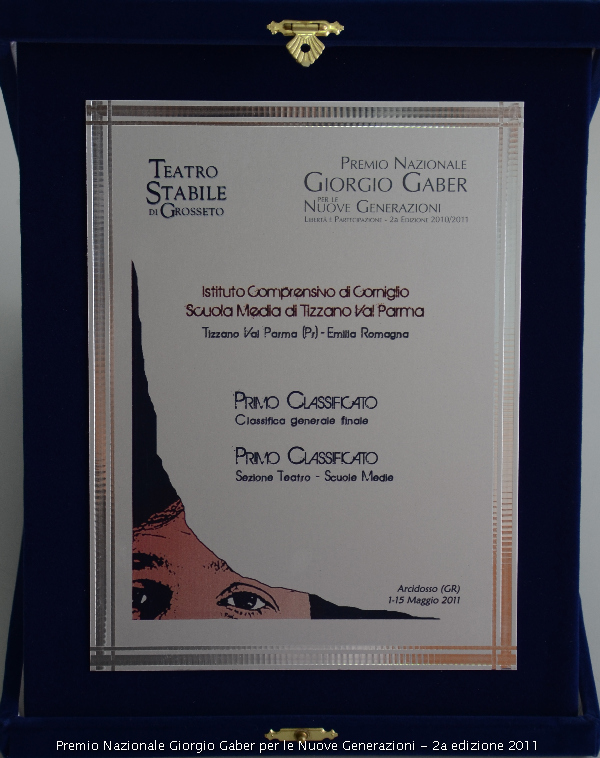 Teatro
Stabile
di Grosseto
Premio Nazionale
Giorgio Gaber
per le
Nuove Generazioni
Libertà è Partecipazione - 2a Edizione 2010/2011
Istituto Comprensivo di Corniglio
Scuola Media di Tizzano Val Parma
Tizzano Val Parma (Pr) - Emilia Romagna
Primo Classificato
Classifica generale finale
Primo Classificato
Sezione Teatro - Scuole Medie
Arcidosso (GR)
1-15 Maggio 2011
Premio Nazionale Giorgio Gaber per le Nuove Generazioni - 2a edizione 2011